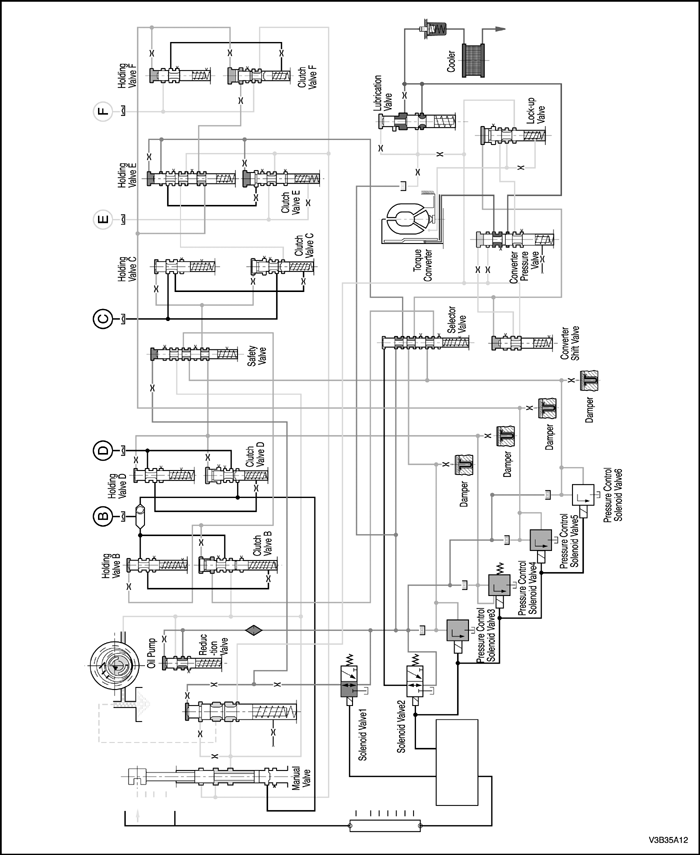 Holding
Valve F
Clutch
Valve F
F
Holding
Valve E
Clutch
Valve E
E
Holding
Valve C
Clutch
Valve C
C
Safety
Valve
D
Holding
Valve D
Clutch
Valve D
B
Holding
Valve B
Clutch
Valve B
Oil Pump
Reduc
-tion
Valve
Manual
Valve
Cooler
Lubrication
Valve
Lock-up
Valve
Torque
Converter
Converter
Pressure
Valve
Selector
Valve
Converter
Shift Valve
Damper
Damper
Damper
Damper
Pressure Control
Solenoid Valve6
Pressure Control
Solenoid Valve5
Pressure Control
Solenoid Valve4
Pressure Control
Solenoid Valve3
Solenoid Valve1
Solenoid Valve2
V3B35A12